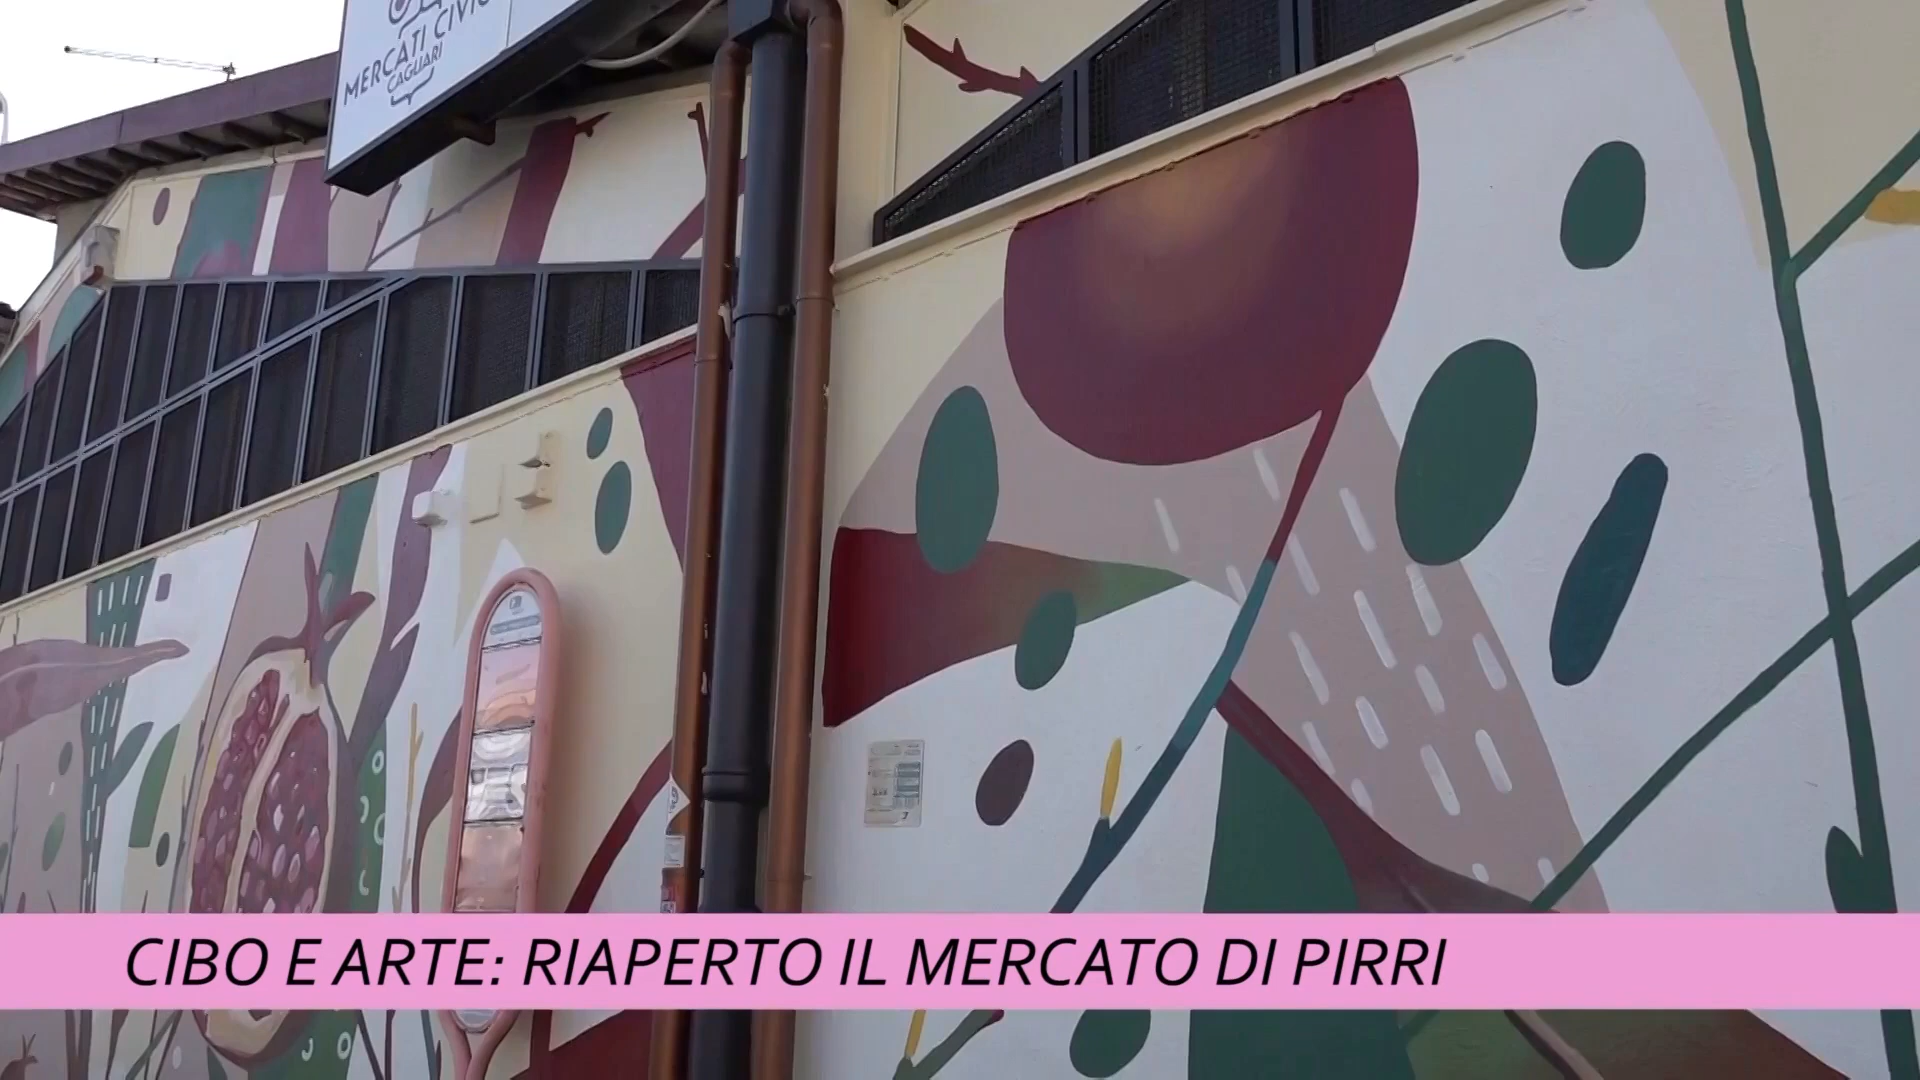 MERCATI CIVICI
CAGLIARI
CIBO E ARTE: RIAPERTO IL MERCATO DI PIRRI